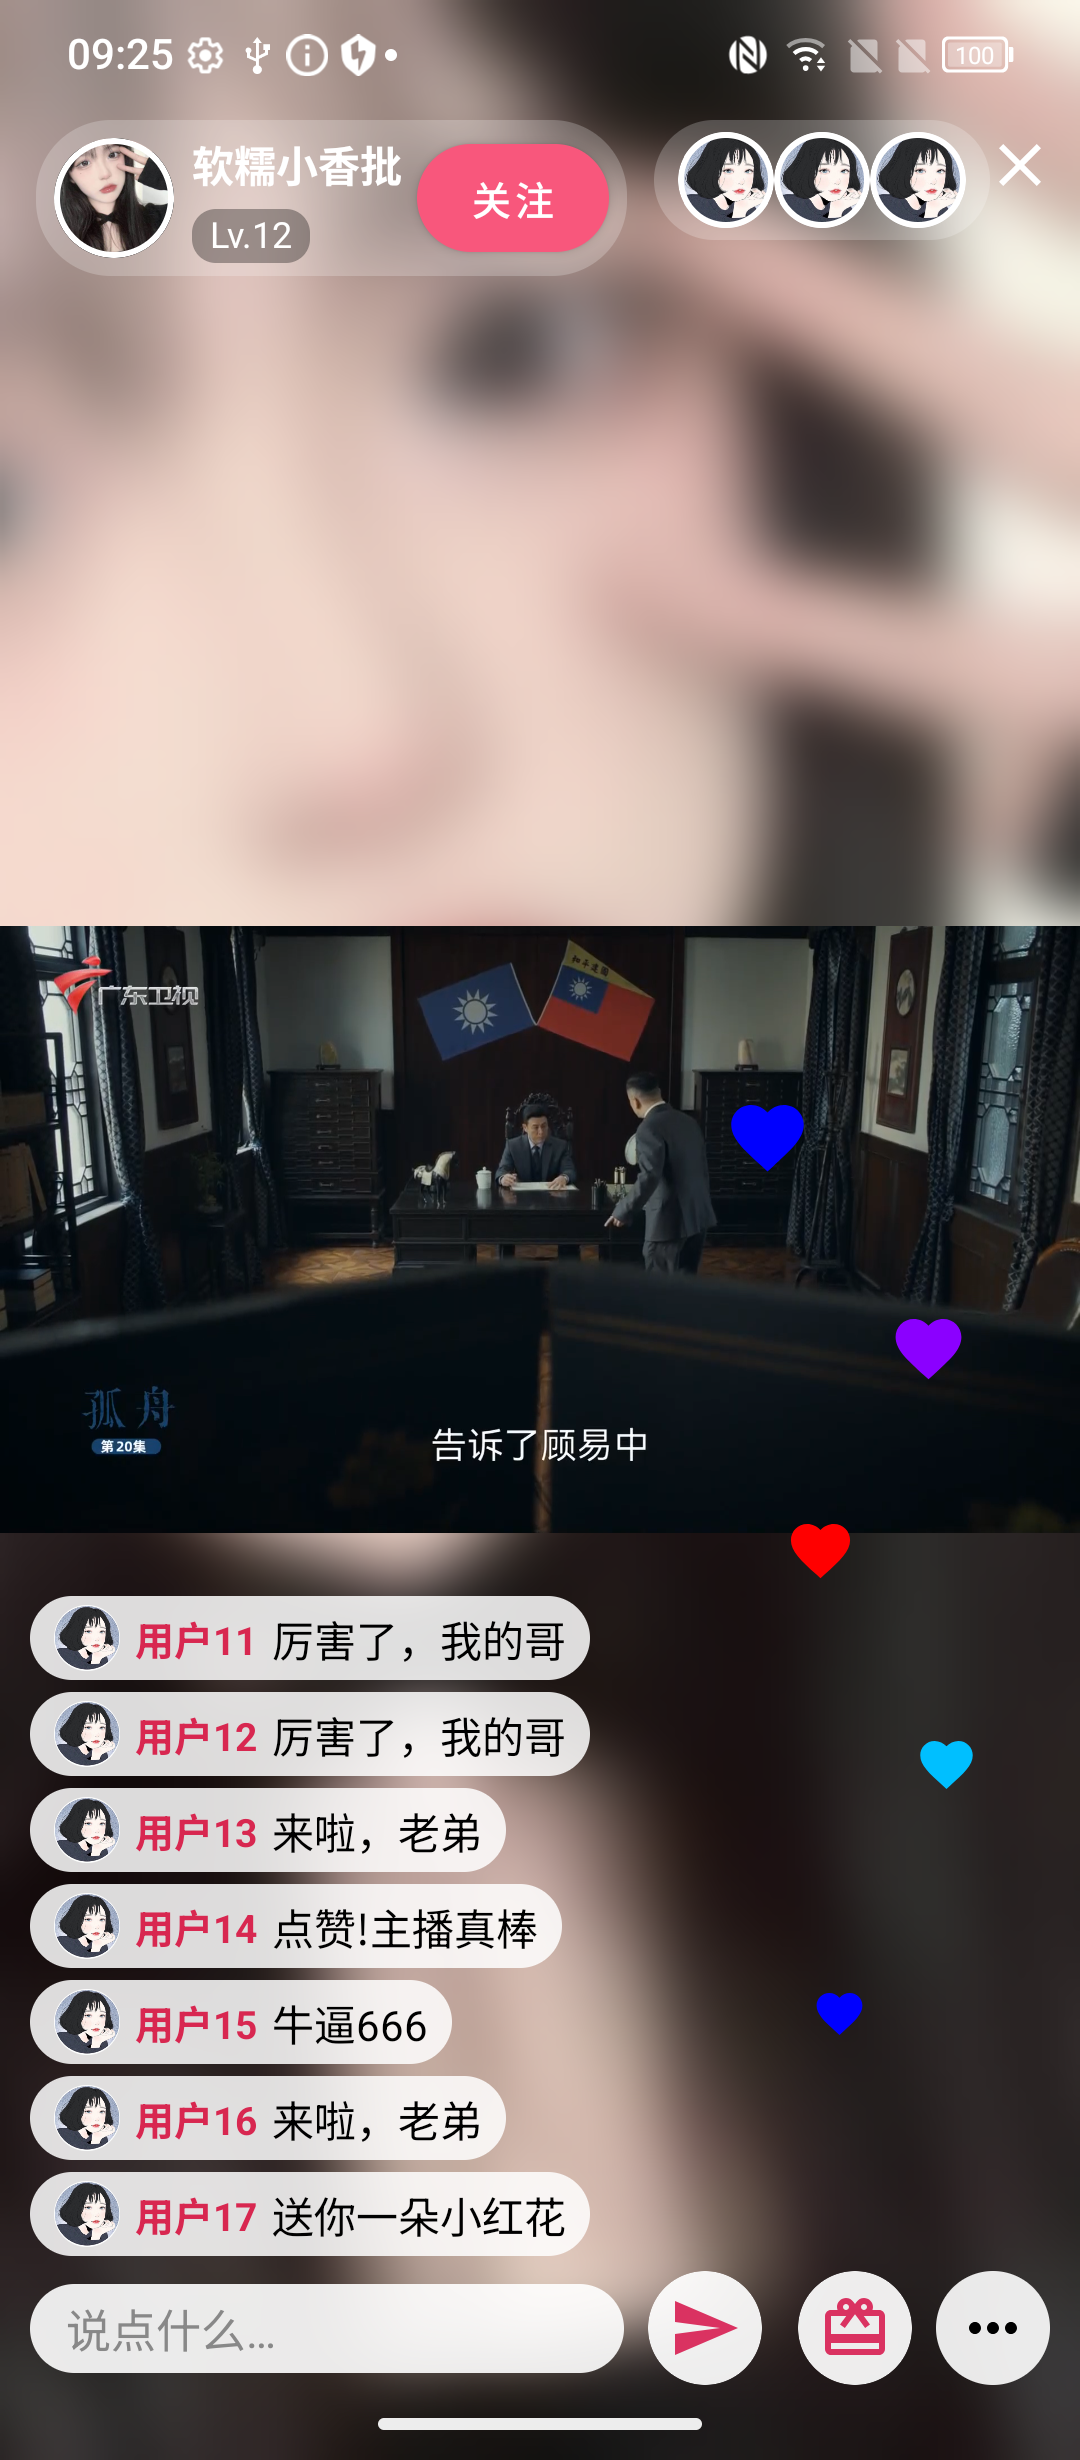 09:25
100
软糯小香批
Lv.12
关注
广东卫视
和平建国
孤舟
第20集
告诉了顾易中
用户11 厉害了，我的哥
用户12 厉害了，我的哥
用户13 来啦，老弟
用户14 点赞!主播真棒
用户15 牛逼666
用户16 来啦，老弟
用户17 送你一朵小红花
说点什么...